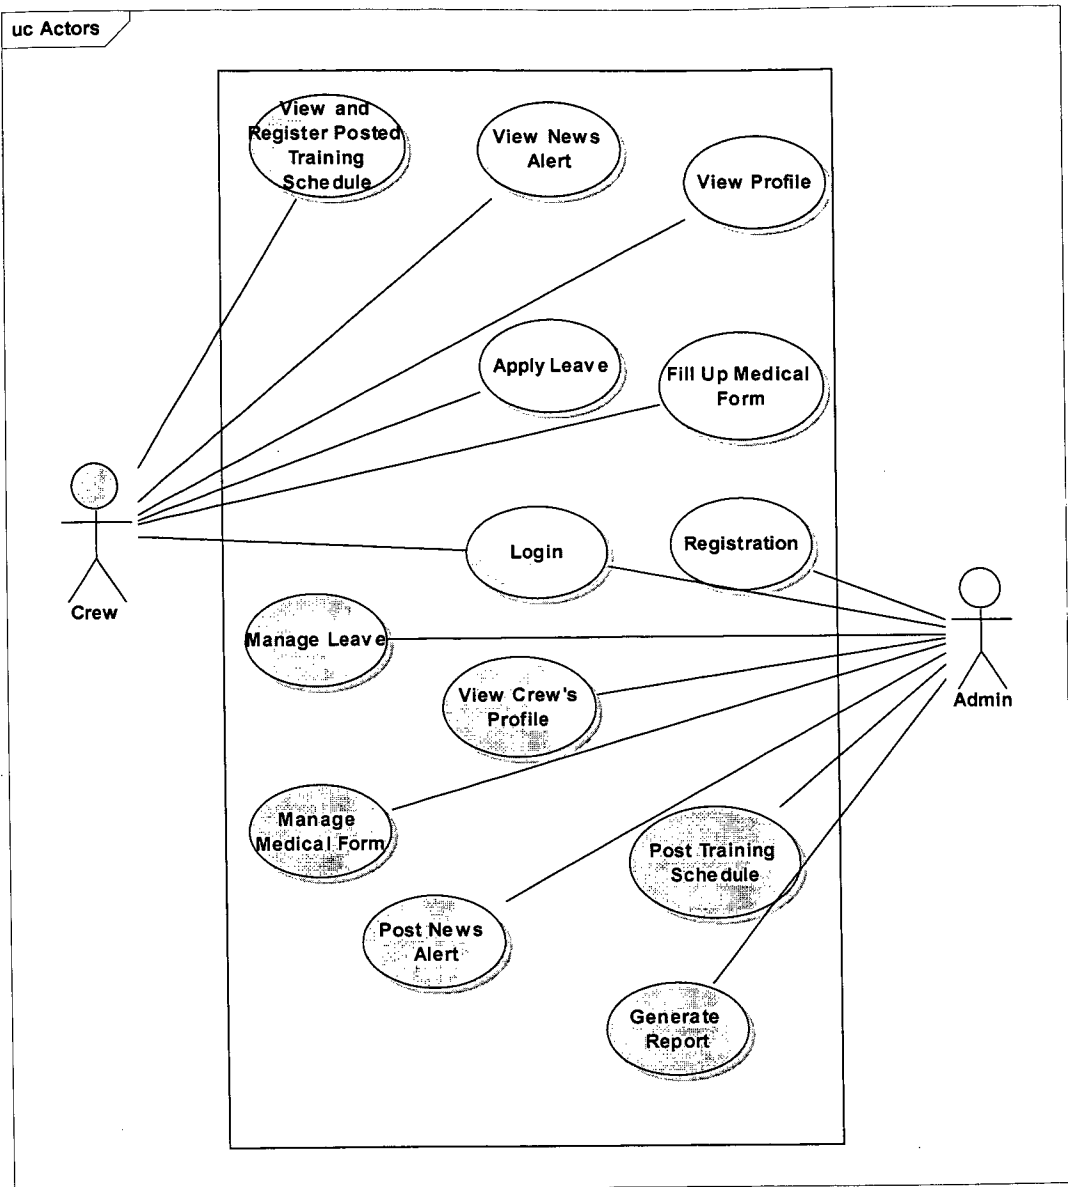 uc Actors
View and
Register Posted
Training
Schedule
View News
Alert
View Profile
Apply Leave
Fill Up Medical
Form
Login
Registration
Crew
Manage Leave
View Crew's
Profile
Admin
Manage
Medical Form
Post Training
Schedule
Post News
Alert
Generate
Report